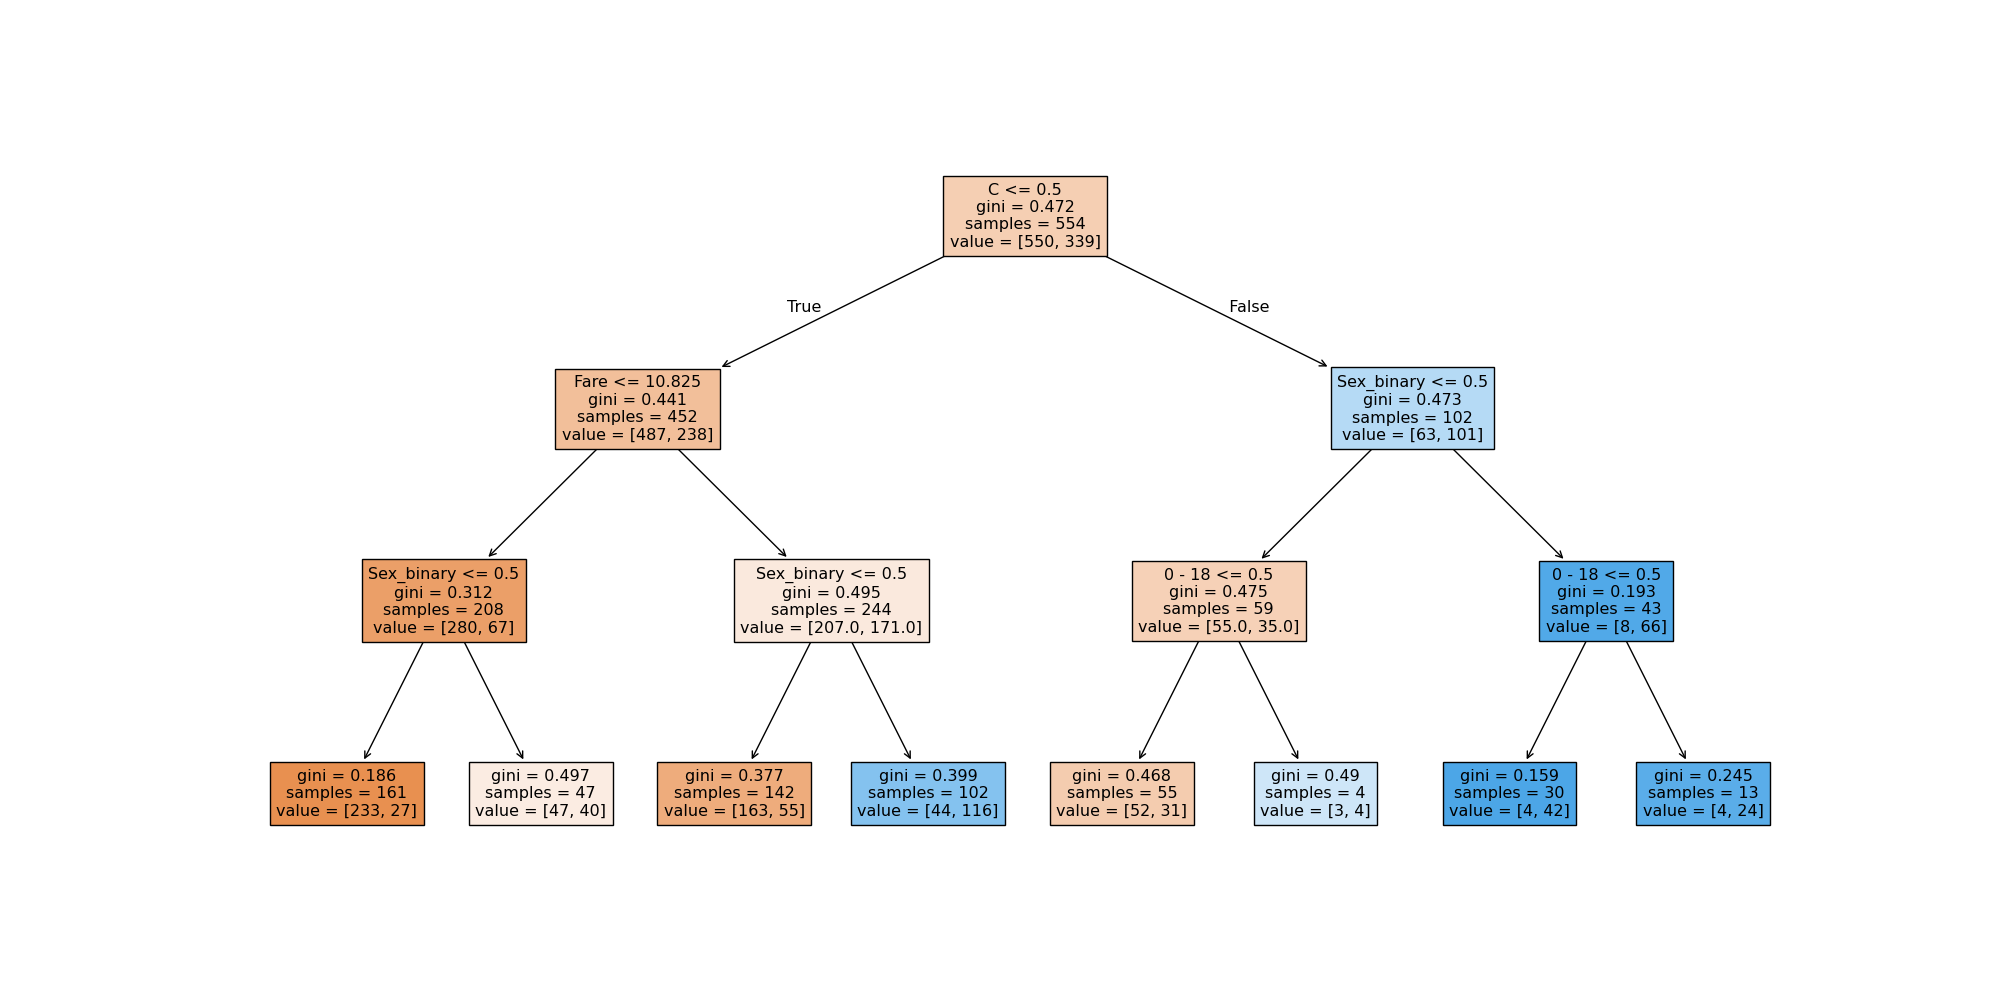 C <= 0.5
gini = 0.472
samples = 554
value = [550, 339]
True
False
Fare <= 10.825
gini = 0.441
samples = 452
value = [487, 238]
Sex_binary <= 0.5
gini = 0.473
samples = 102
value = [63, 101]
Sex_binary <= 0.5
gini = 0.312
samples = 208
value = [280, 67]
Sex_binary <= 0.5
gini = 0.495
samples = 244
value = [207.0, 171.0]
0 - 18 <= 0.5
gini = 0.475
samples = 59
value = [55.0, 35.0]
0 - 18 <= 0.5
gini = 0.193
samples = 43
value = [8, 66]
gini = 0.186
samples = 161
value = [233, 27]
gini = 0.497
samples = 47
value = [47, 40]
gini = 0.377
samples = 142
value = [163, 55]
gini = 0.399
samples = 102
value = [44, 116]
gini = 0.468
samples = 55
value = [52, 31]
gini = 0.49
samples = 4
value = [3, 4]
gini = 0.159
samples = 30
value = [4, 42]
gini = 0.245
samples = 13
value = [4, 24]